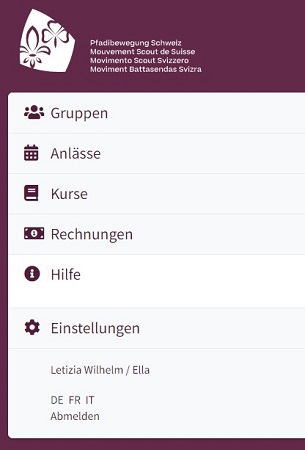 Pfadibewegung Schweiz
Mouvement Scout de Suisse
Movimento Scout Svizzero
Moviment Battasendas Svizra
Gruppen
Anlässe
Kurse
Rechnungen
Hilfe
Einstellungen
Letizia Wilhelm / Ella
DE FR IT
Abmelden